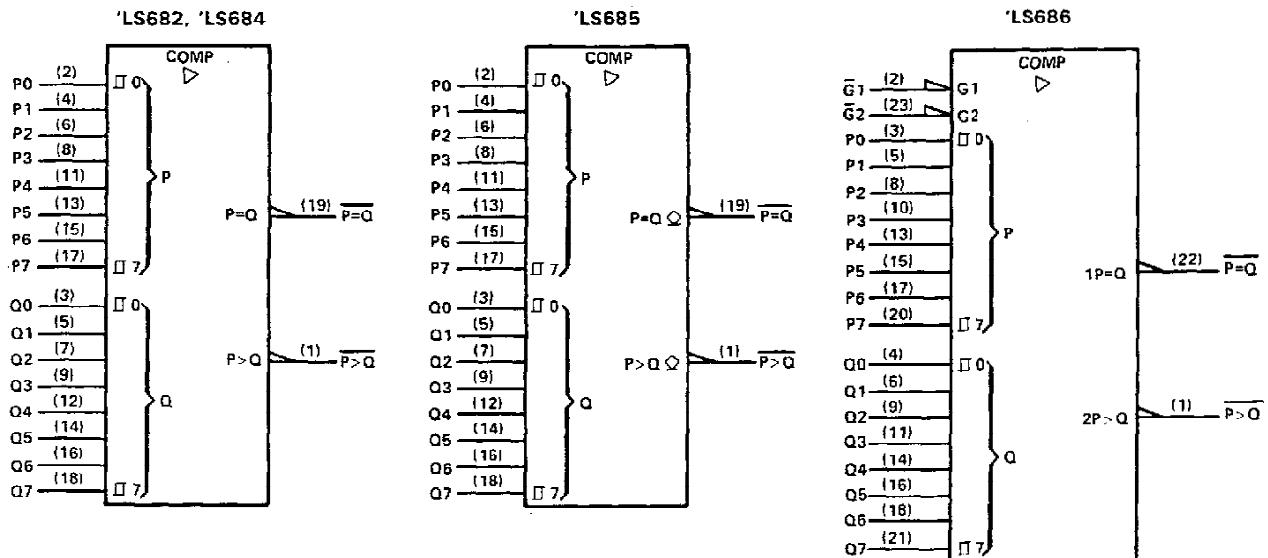 'LS682, 'LS684
COMP
▷
P0 (2) ⎍ 0
P1 (4)
P2 (6)
P3 (8)
P4 (11)
P5 (13)
P6 (15)
P7 (17) ⎍ 7
P
Q0 (3) ⎍ 0
Q1 (5)
Q2 (7)
Q3 (9)
Q4 (12)
Q5 (14)
Q6 (16)
Q7 (18) ⎍ 7
Q
P=Q (19) P=Q
P>Q (1) P>Q
'LS685
COMP
▷
P0 (2) ⎍ 0
P1 (4)
P2 (6)
P3 (8)
P4 (11)
P5 (13)
P6 (15)
P7 (17) ⎍ 7
P
Q0 (3) ⎍ 0
Q1 (5)
Q2 (7)
Q3 (9)
Q4 (12)
Q5 (14)
Q6 (16)
Q7 (18) ⎍ 7
Q
P=Q ◇ (19) P=Q
P>Q ◇ (1) P>Q
'LS686
COMP
▷
G1 (2) G1
G2 (23) G2
P0 (3) ⎍ 0
P1 (5)
P2 (8)
P3 (10)
P4 (13)
P5 (15)
P6 (17)
P7 (20) ⎍ 7
P
Q0 (4) ⎍ 0
Q1 (6)
Q2 (9)
Q3 (11)
Q4 (14)
Q5 (16)
Q6 (18)
Q7 (21) ⎍ 7
Q
1P=Q (22) P=Q
2P>Q (1) P>Q